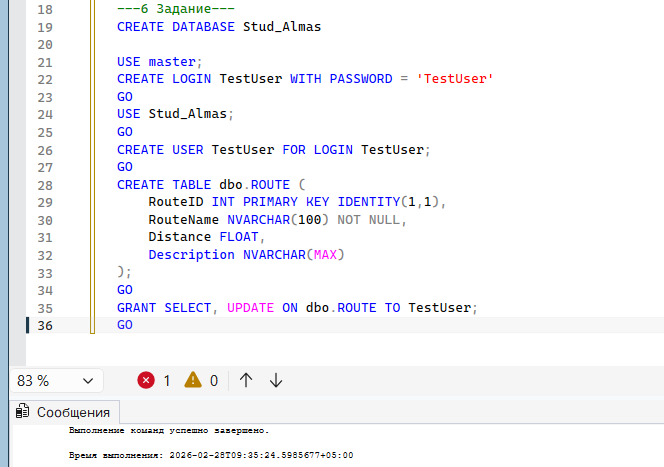 18 ---6 Задание---
19 CREATE DATABASE Stud_Almas
20
21 USE master;
22 CREATE LOGIN TestUser WITH PASSWORD = 'TestUser'
23 GO
24 USE Stud_Almas;
25 GO
26 CREATE USER TestUser FOR LOGIN TestUser;
27 GO
28 CREATE TABLE dbo.ROUTE (
29 RouteID INT PRIMARY KEY IDENTITY(1,1),
30 RouteName NVARCHAR(100) NOT NULL,
31 Distance FLOAT,
32 Description NVARCHAR(MAX)
33 );
34 GO
35 GRANT SELECT, UPDATE ON dbo.ROUTE TO TestUser;
36 GO
83 % 1 0
Сообщения
Выполнение команд успешно завершено.
Время выполнения: 2026-02-28T09:35:24.5985677+05:00